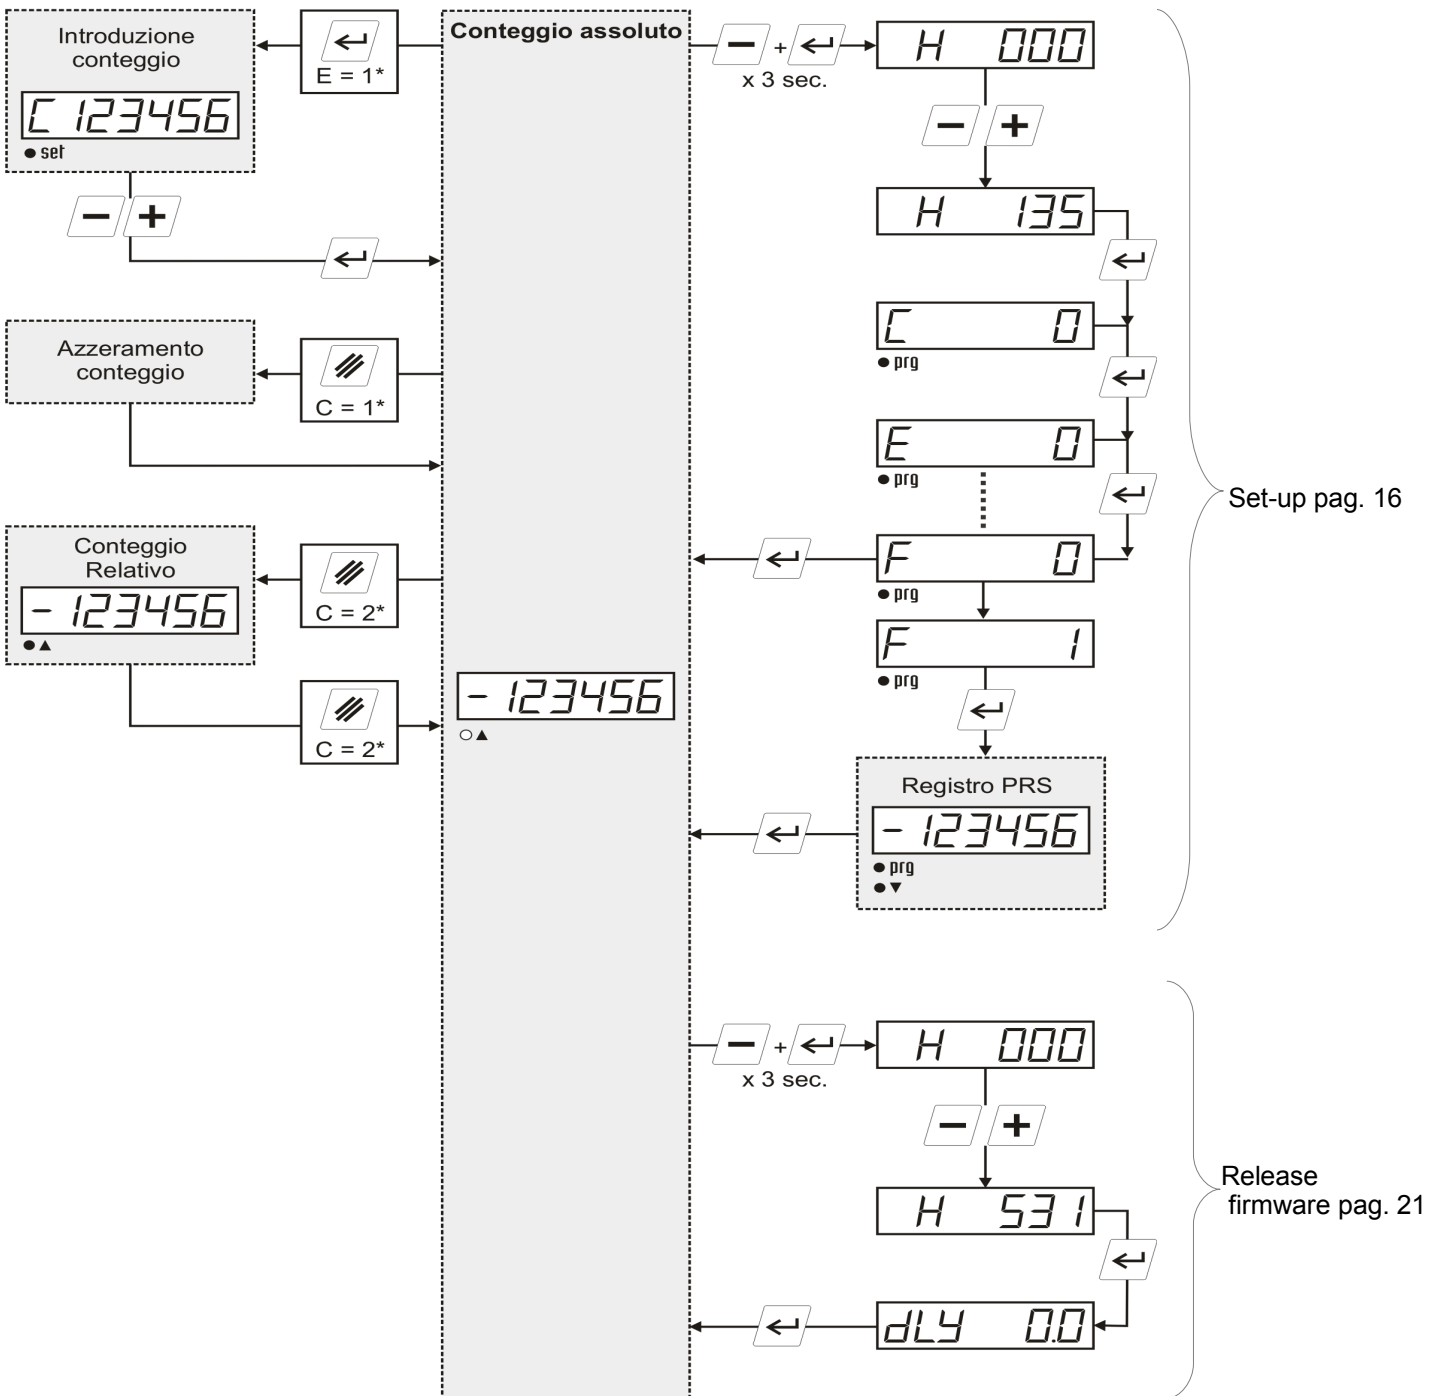 Introduzione
conteggio
C 123456
set
E = 1*
Azzeramento
conteggio
C = 1*
Conteggio
Relativo
- 123456
C = 2*
C = 2*
Conteggio assoluto
- 123456
+
x 3 sec.
H 000
H 135
C 0
prg
E 0
prg
F 0
prg
F 1
prg
Registro PRS
- 123456
prg
Set-up pag. 16
+
x 3 sec.
H 000
H 531
dLY 0.0
Release
firmware pag. 21